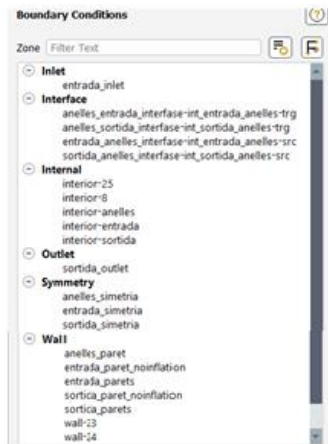 Boundary Conditions
Zone Filter Text
Inlet
entrada_inlet
Interface
anelles_entrada_interfase-int_entrada_anelles-trg
anelles_sortida_interfase-int_sortida_anelles-trg
entrada_anelles_interfase-int_entrada_anelles-src
sortida_anelles_interfase-int_sortida_anelles-src
Internal
interior-25
interior-8
interior-anelles
interior-entrada
interior-sortida
Outlet
sortida_outlet
Symmetry
anelles_simetria
entrada_simetria
sortida_simetria
Wall
anelles_paret
entrada_paret_noinflation
entrada_parets
sortica_paret_noinflation
sortica_parets
wall-23
wall-24